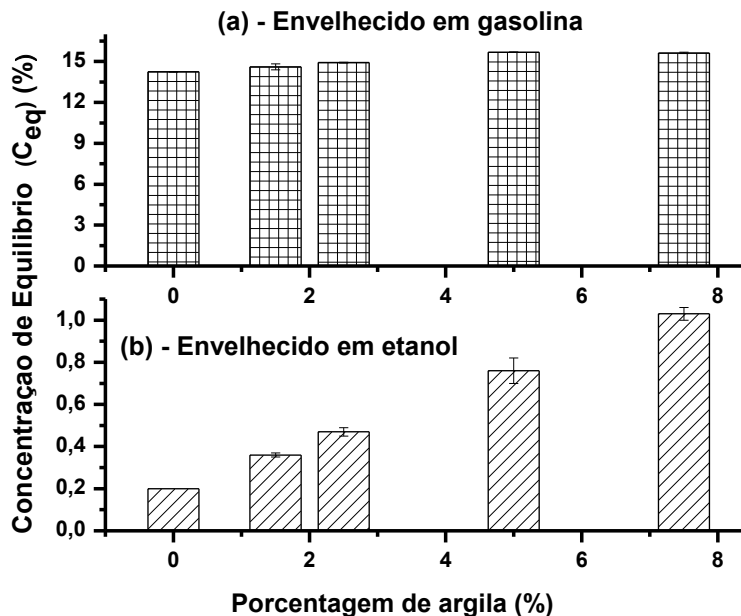 (a) - Envelhecido em gasolina
15
12
9
6
3
0
0 2 4 6 8
Concentraçao de Equilibrio (Ceq) (%)
(b) - Envelhecido em etanol
1,0
0,8
0,6
0,4
0,2
0,0
0 2 4 6 8
Porcentagem de argila (%)